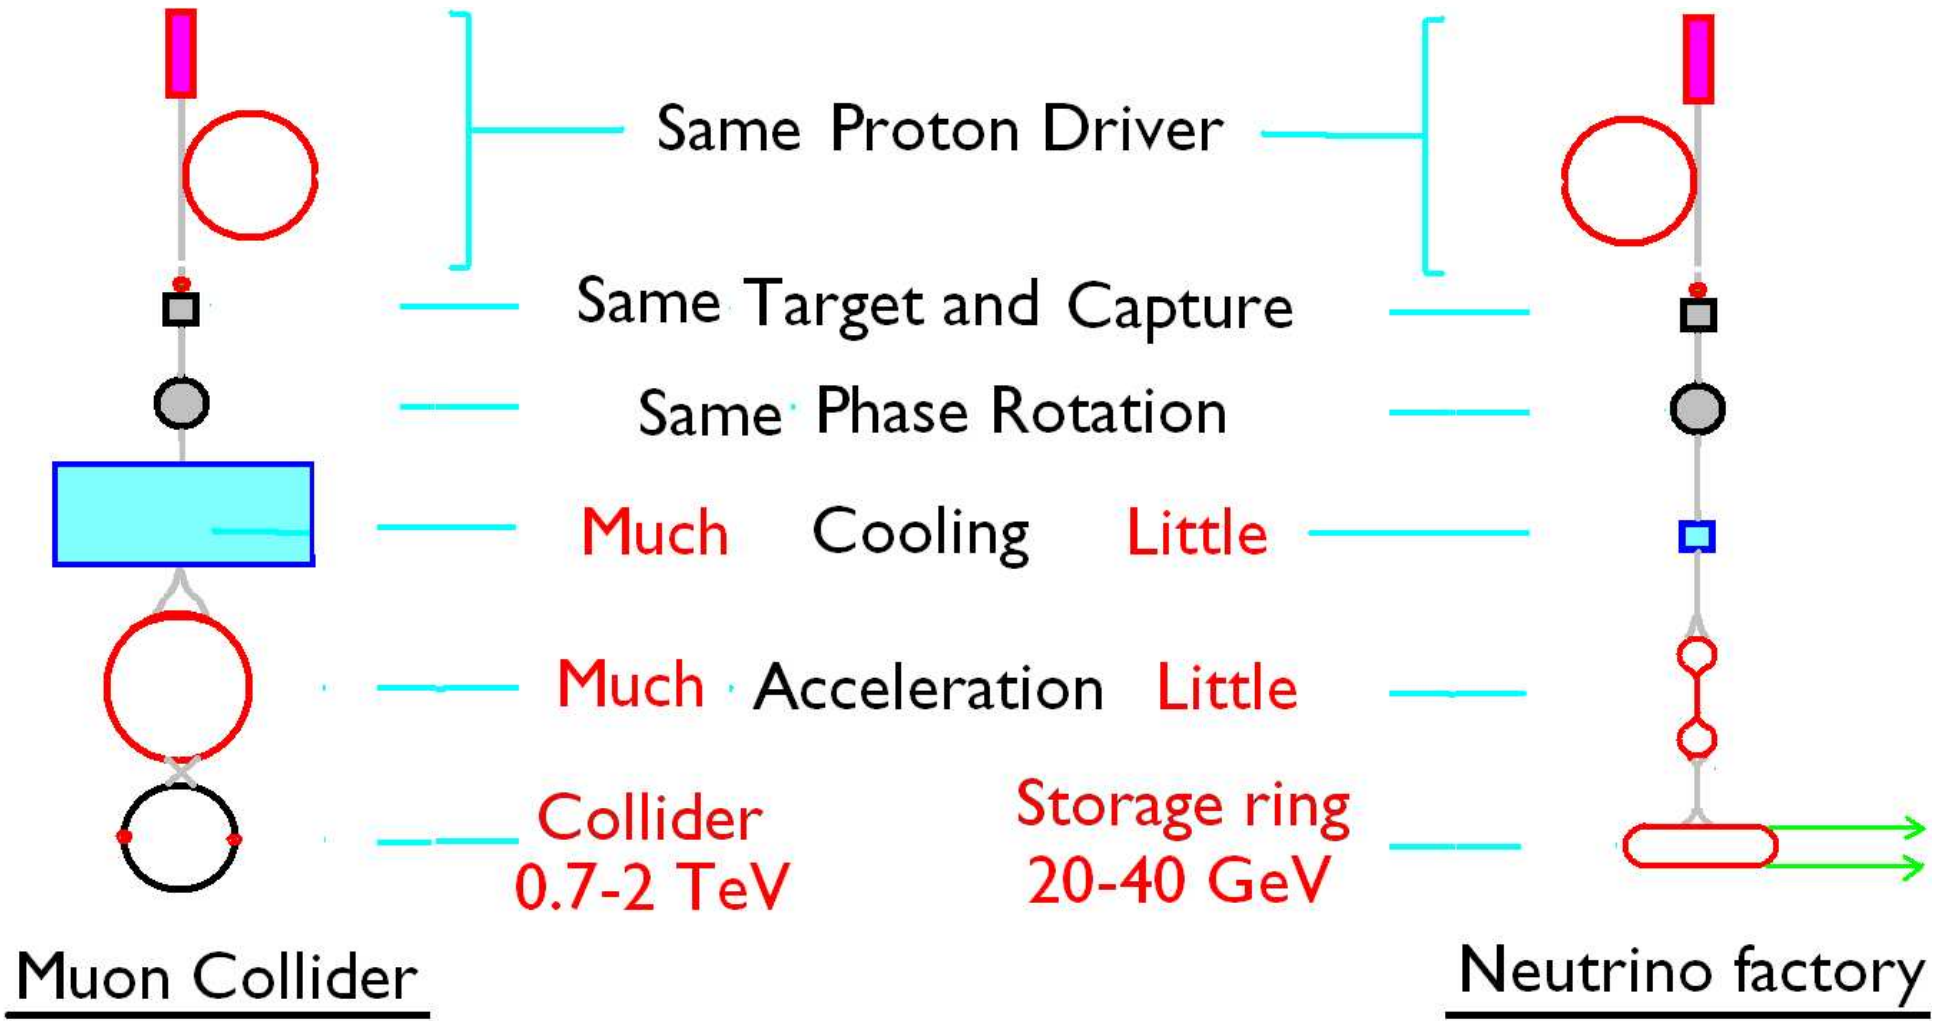 Same Proton Driver
Same Target and Capture
Same Phase Rotation
Much Cooling Little
Much Acceleration Little
Collider
0.7-2 TeV
Storage ring
20-40 GeV
Muon Collider
Neutrino factory